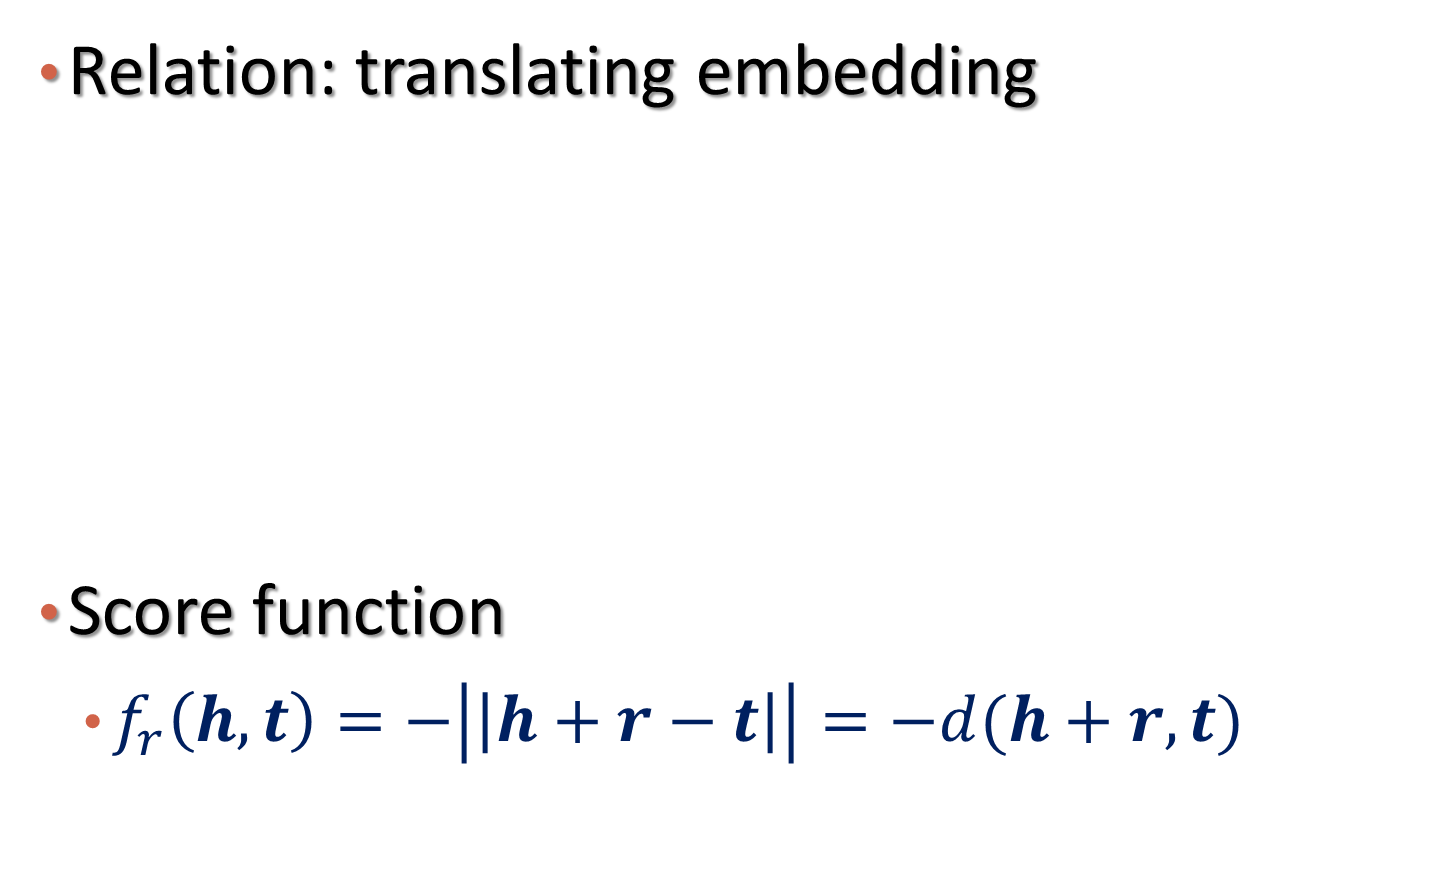 • Relation: translating embedding
• Score function
• f_r(h, t) = −||h + r − t|| = −d(h + r, t)